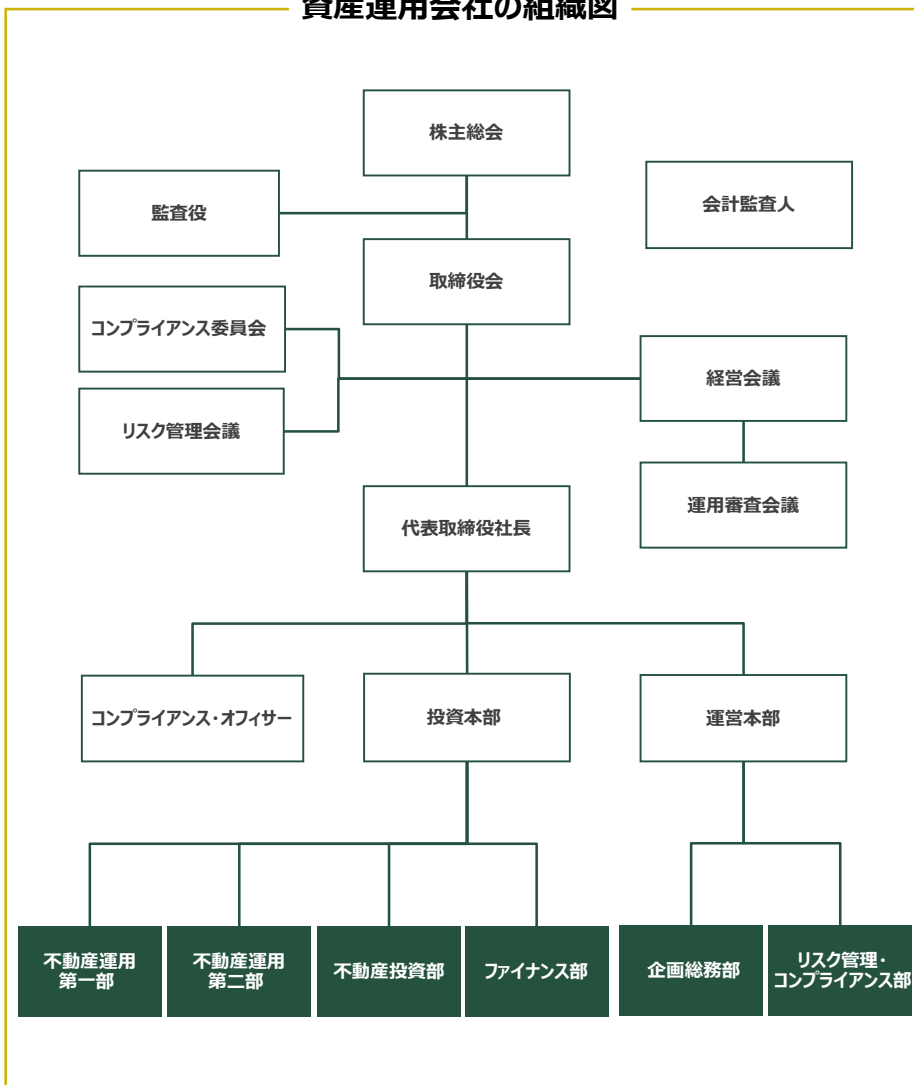 資産運用会社の組織図
株主総会
監査役
会計監査人
取締役会
コンプライアンス委員会
経営会議
リスク管理会議
運用審査会議
代表取締役社長
コンプライアンス・オフィサー
投資本部
運営本部
不動産運用
第一部
不動産運用
第二部
不動産投資部
ファイナンス部
企画総務部
リスク管理・
コンプライアンス部